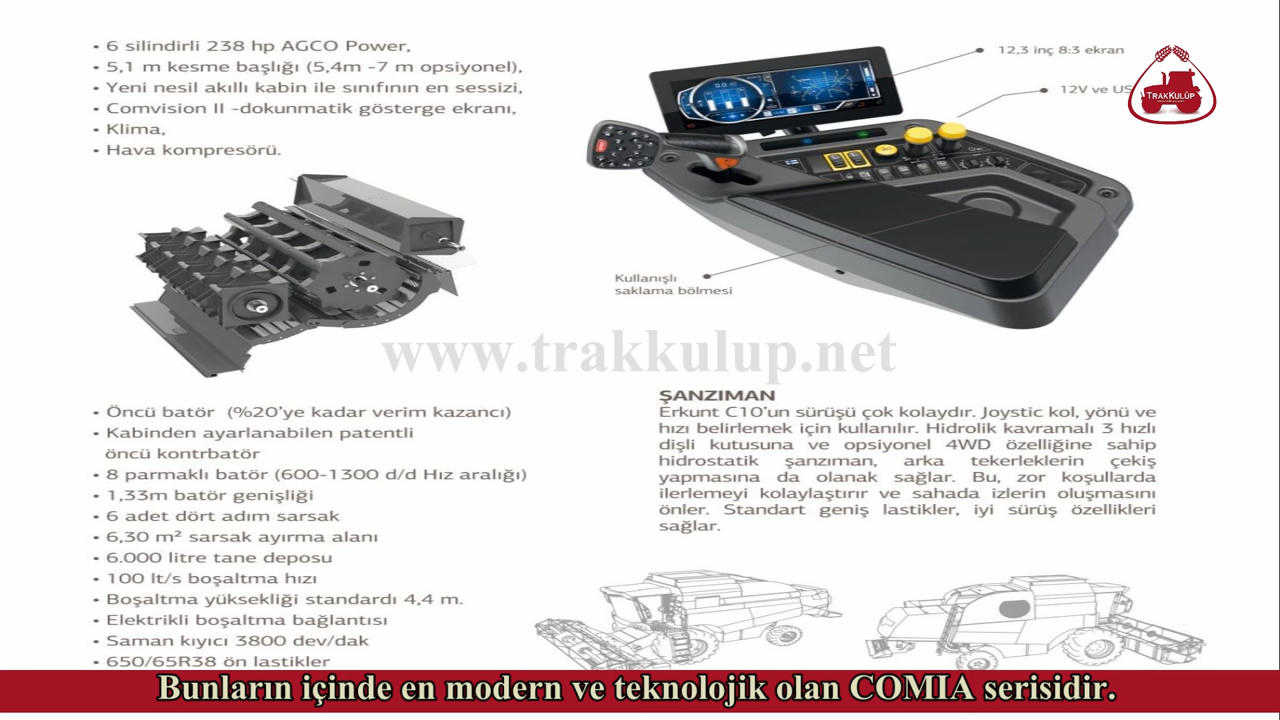 • 6 silindirli 238 hp AGCO Power,
• 5,1 m kesme başlığı (5,4m -7 m opsiyonel),
• Yeni nesil akıllı kabin ile sınıfının en sessizi,
• Comvision II -dokunmatik gösterge ekranı,
• Klima,
• Hava kompresörü.
12,3 inç 8:3 ekran
12V ve US
TRAKKULÜP
Kullanışlı
saklama bölmesi
www.trakkulup.net
• Öncü batör (%20'ye kadar verim kazancı)
• Kabinden ayarlanabilen patentli
öncü kontrbatör
• 8 parmaklı batör (600-1300 d/d Hız aralığı)
• 1,33m batör genişliği
• 6 adet dört adım sarsak
• 6,30 m² sarsak ayırma alanı
• 6.000 litre tane deposu
• 100 lt/s boşaltma hızı
• Boşaltma yüksekliği standard 4,4 m.
• Elektrikli boşaltma bağlantısı
• Saman kıyıcı 3800 dev/dak
• 650/65R38 ön lastikler
ŞANZIMAN
Erkunt C10'un sürüşü çok kolaydır. Joystic kol, yönü ve
hızı belirlemek için kullanılır. Hidrolik kavramalı 3 hızlı
dişli kutusuna ve opsiyonel 4WD özelliğine sahip
hidrostatik şanzıman, arka tekerleklerin çekiş
yapmasına da olanak sağlar. Bu, zor koşullarda
ilerlemeyi kolaylaştırır ve sahada izlerin oluşmasını
önler. Standart geniş lastikler, iyi sürüş özellikleri
sağlar.
Bunların içinde en modern ve teknolojik olan COMIA serisidir.